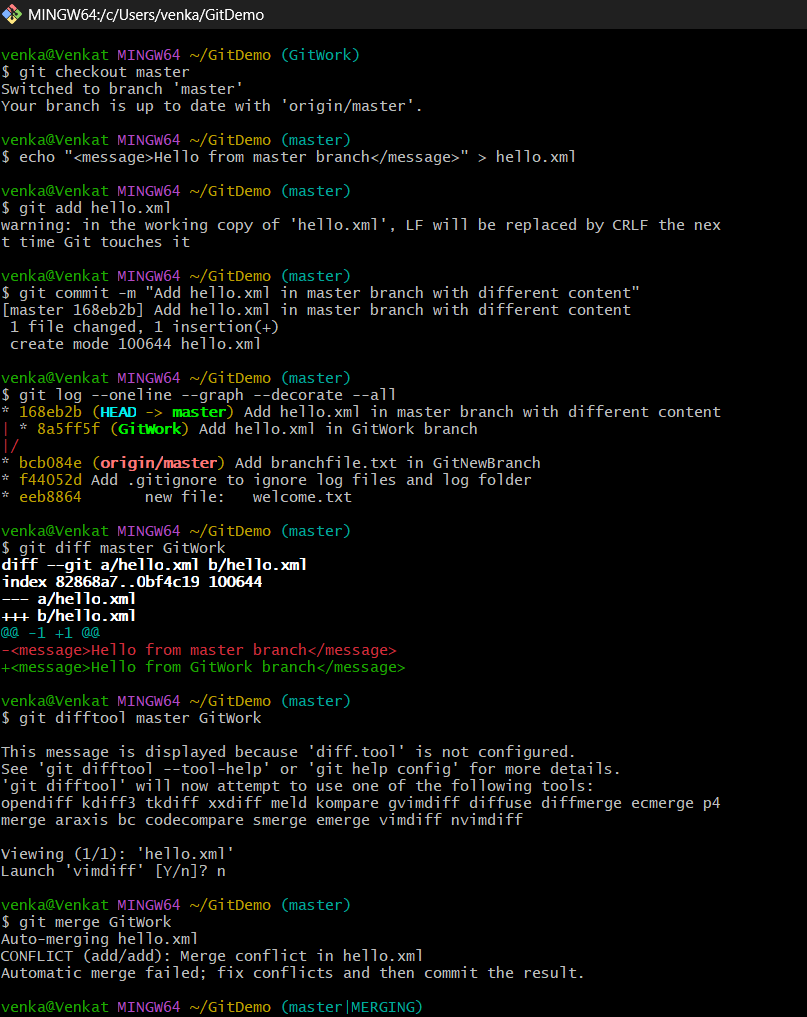 MINGW64:/c/Users/venka/GitDemo
venka@Venkat MINGW64 ~/GitDemo (GitWork)
$ git checkout master
Switched to branch 'master'
Your branch is up to date with 'origin/master'.
venka@Venkat MINGW64 ~/GitDemo (master)
$ echo "<message>Hello from master branch</message>" > hello.xml
venka@Venkat MINGW64 ~/GitDemo (master)
$ git add hello.xml
warning: in the working copy of 'hello.xml', LF will be replaced by CRLF the nex
t time Git touches it
venka@Venkat MINGW64 ~/GitDemo (master)
$ git commit -m "Add hello.xml in master branch with different content"
[master 168eb2b] Add hello.xml in master branch with different content
 1 file changed, 1 insertion(+)
 create mode 100644 hello.xml
venka@Venkat MINGW64 ~/GitDemo (master)
$ git log --oneline --graph --decorate --all
* 168eb2b (HEAD -> master) Add hello.xml in master branch with different content
| * 8a5ff5f (GitWork) Add hello.xml in GitWork branch
|/
* bcb084e (origin/master) Add branchfile.txt in GitNewBranch
* f44052d Add .gitignore to ignore log files and log folder
* eeb8864       new file:   welcome.txt
venka@Venkat MINGW64 ~/GitDemo (master)
$ git diff master GitWork
diff --git a/hello.xml b/hello.xml
index 82868a7..0bf4c19 100644
--- a/hello.xml
+++ b/hello.xml
@@ -1 +1 @@
-<message>Hello from master branch</message>
+<message>Hello from GitWork branch</message>
venka@Venkat MINGW64 ~/GitDemo (master)
$ git difftool master GitWork
This message is displayed because 'diff.tool' is not configured.
See 'git difftool --tool-help' or 'git help config' for more details.
'git difftool' will now attempt to use one of the following tools:
opendiff kdiff3 tkdiff xxdiff meld kompare gvimdiff diffuse diffmerge ecmerge p4
merge araxis bc codecompare smerge emerge vimdiff nvimdiff
Viewing (1/1): 'hello.xml'
Launch 'vimdiff' [Y/n]? n
venka@Venkat MINGW64 ~/GitDemo (master)
$ git merge GitWork
Auto-merging hello.xml
CONFLICT (add/add): Merge conflict in hello.xml
Automatic merge failed; fix conflicts and then commit the result.
venka@Venkat MINGW64 ~/GitDemo (master|MERGING)